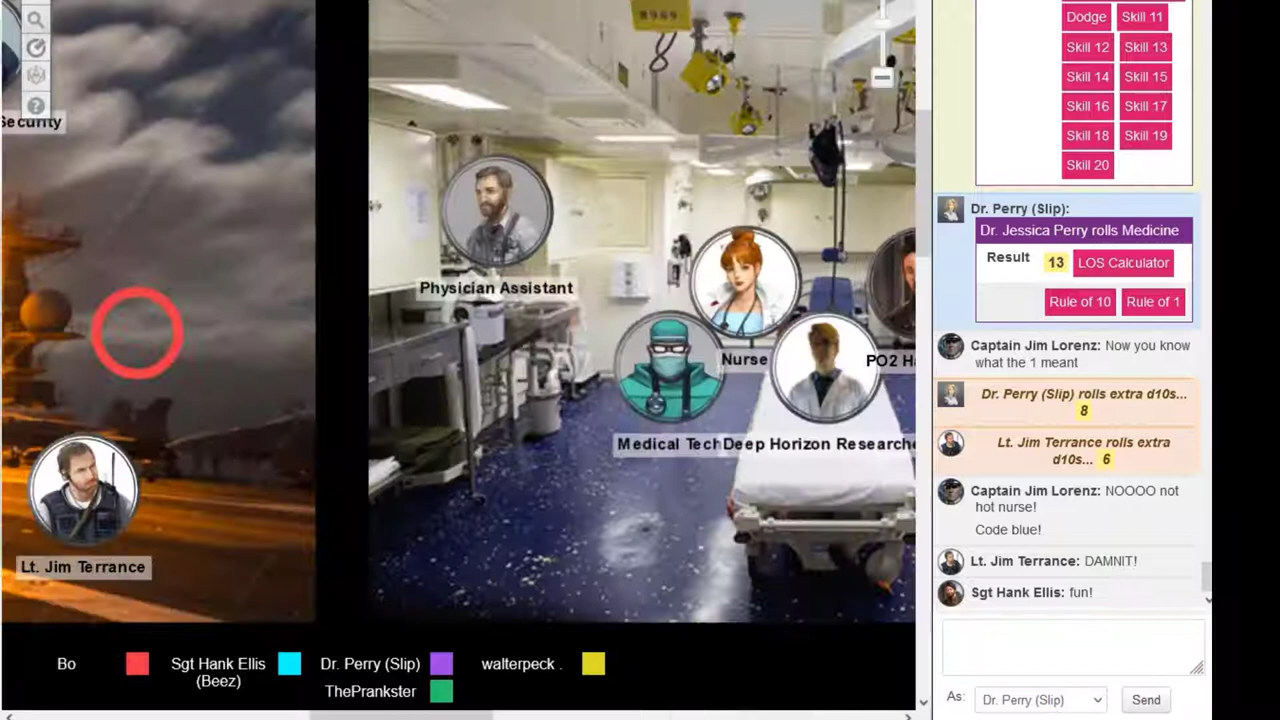 Security
H969
Physician Assistant
Nurse
PO2 Ha
Medical Tech
Deep Horizon Researche
Lt. Jim Terrance
Bo
Sgt Hank Ellis
(Beez)
Dr. Perry (Slip)
walterpeck .
ThePrankster
Dodge
Skill 11
Skill 12
Skill 13
Skill 14
Skill 15
Skill 16
Skill 17
Skill 18
Skill 19
Skill 20
Dr. Perry (Slip):
Dr. Jessica Perry rolls Medicine
Result 13 LOS Calculator
Rule of 10 Rule of 1
Captain Jim Lorenz: Now you know
what the 1 meant
Dr. Perry (Slip) rolls extra d10s...
8
Lt. Jim Terrance rolls extra
d10s... 6
Captain Jim Lorenz: NOOOO not
hot nurse!
Code blue!
Lt. Jim Terrance: DAMNIT!
Sgt Hank Ellis: fun!
As: Dr. Perry (Slip) Send